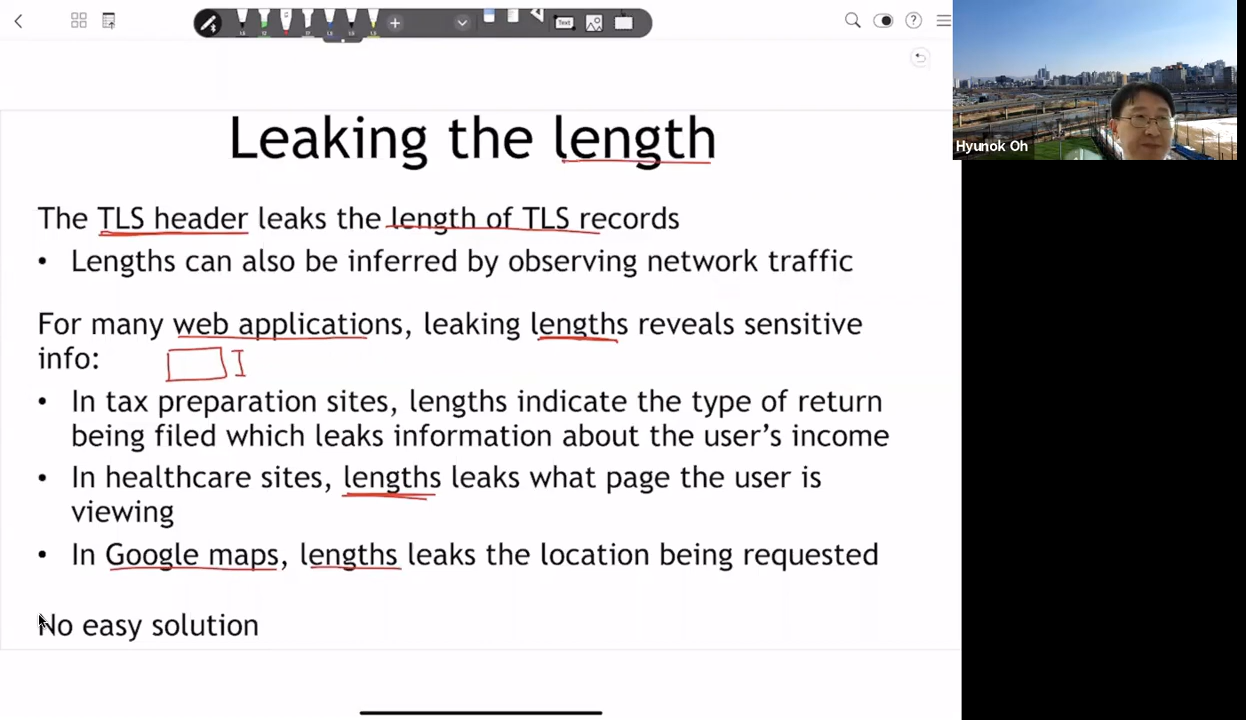 Text
Leaking the length
The TLS header leaks the length of TLS records
• Lengths can also be inferred by observing network traffic
For many web applications, leaking lengths reveals sensitive
info:
• In tax preparation sites, lengths indicate the type of return
being filed which leaks information about the user’s income
• In healthcare sites, lengths leaks what page the user is
viewing
• In Google maps, lengths leaks the location being requested
No easy solution
Hyunok Oh